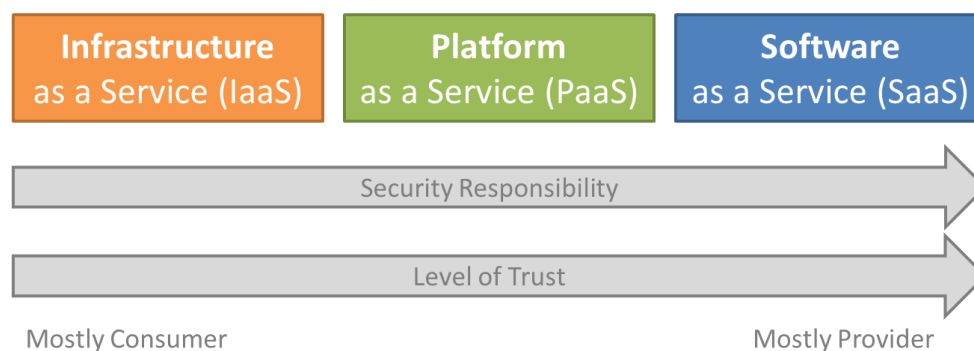 Infrastructure
as a Service (IaaS)
Platform
as a Service (PaaS)
Software
as a Service (SaaS)
Security Responsibility
Level of Trust
Mostly Consumer
Mostly Provider